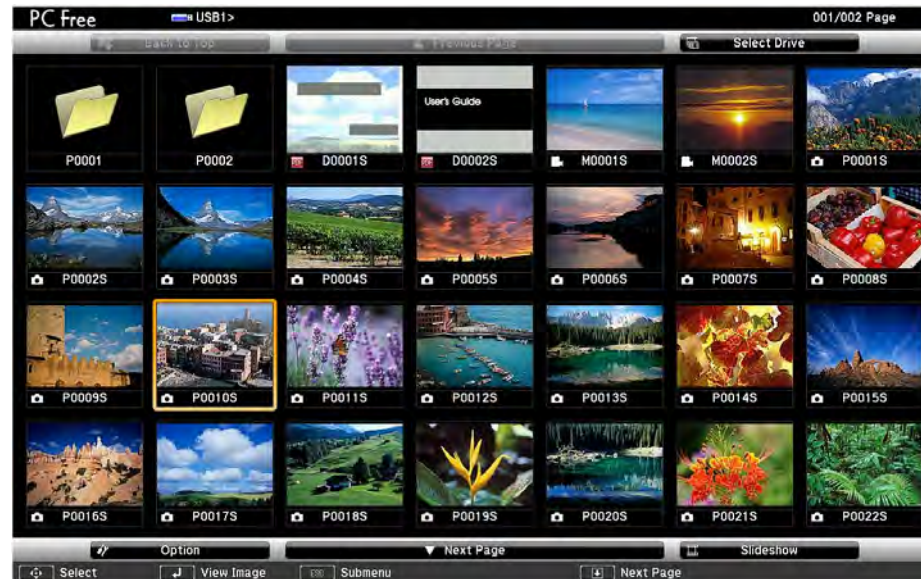 PC Free USB1> 001/002 Page
Back to Top Previous Page Select Drive
User's Guide
P0001 P0002 D0001S D0002S M0001S M0002S P0001S
P0002S P0003S P0004S P0005S P0006S P0007S P0008S
P0009S P0010S P0011S P0012S P0013S P0014S P0015S
P0016S P0017S P0018S P0019S P0020S P0021S P0022S
Option Next Page Slideshow
Select View Image Esc Submenu Next Page